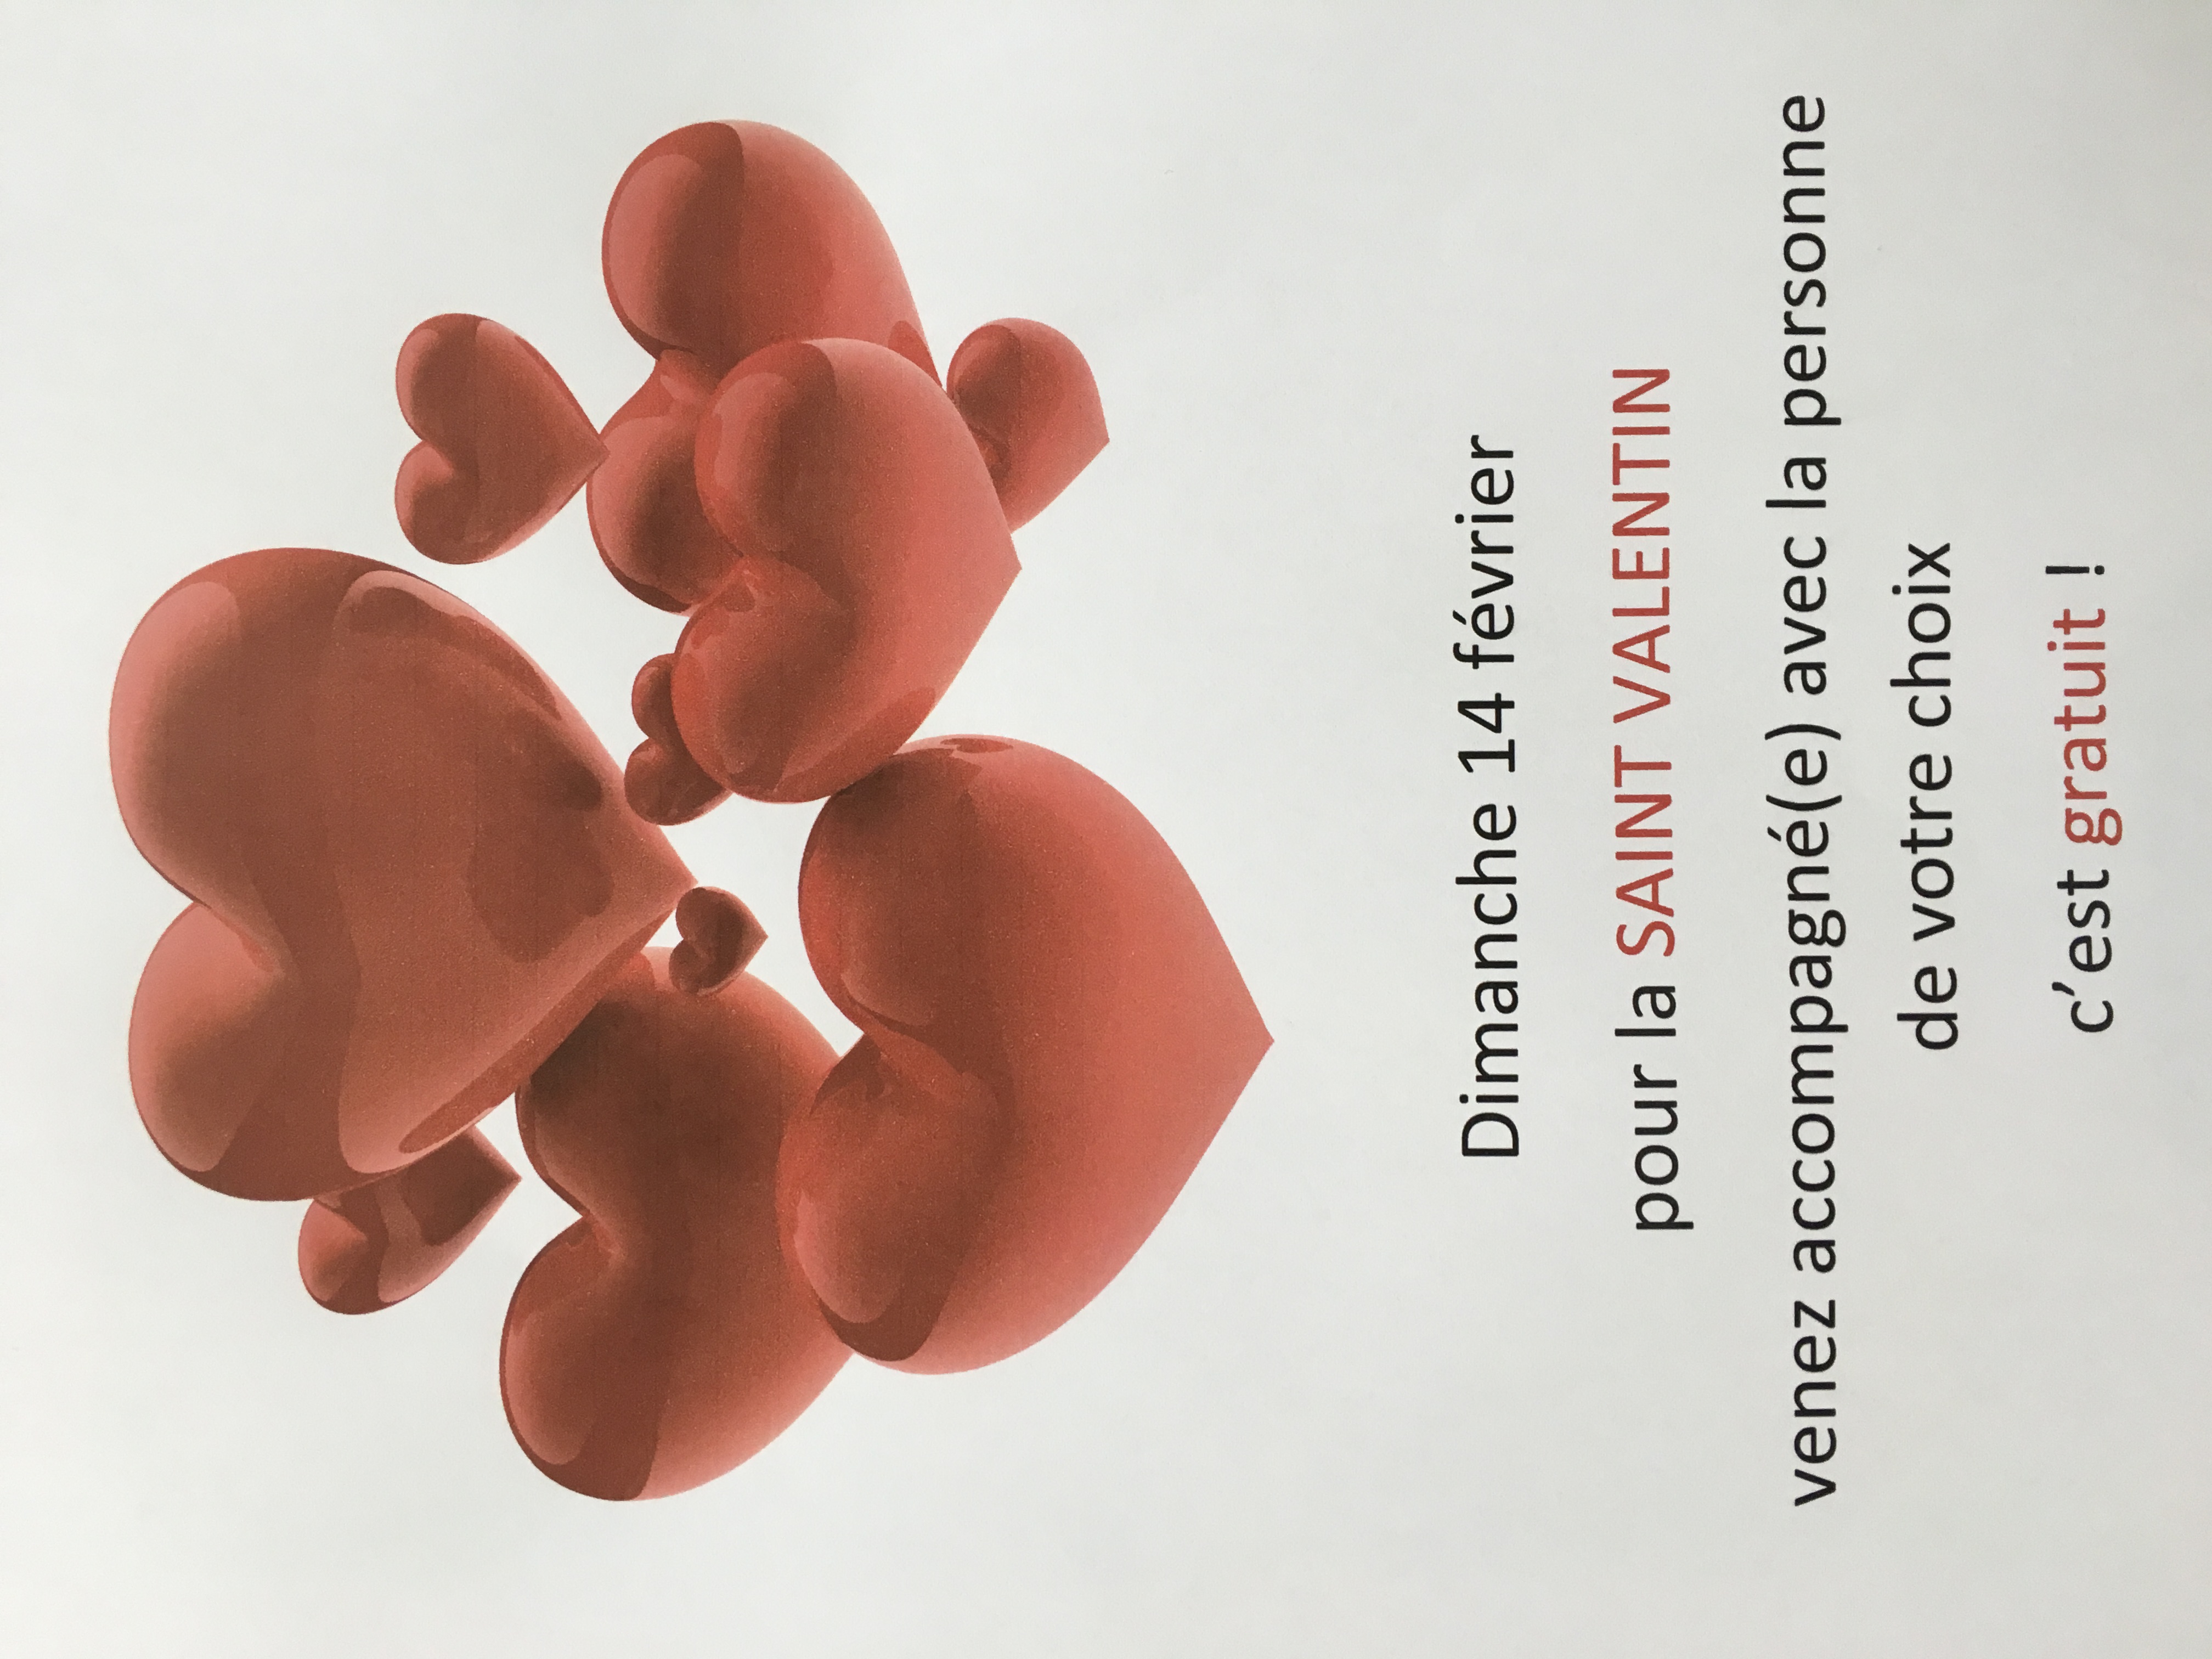 Dimanche 14 février
pour la SAINT VALENTIN
venez accompagné(e) avec la personne
de votre choix
c’est gratuit !